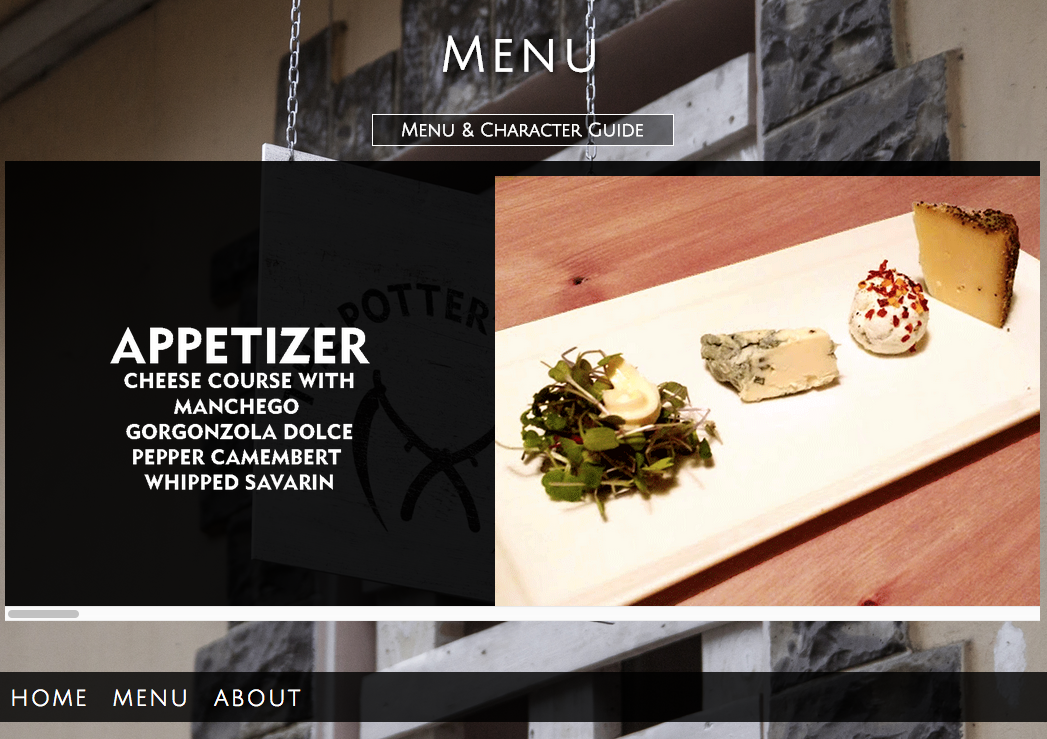 MENU
MENU & CHARACTER GUIDE
POTTER
APPETIZER
CHEESE COURSE WITH
MANCHEGO
GORGONZOLA DOLCE
PEPPER CAMEMBERT
WHIPPED SAVARIN
HOME MENU ABOUT